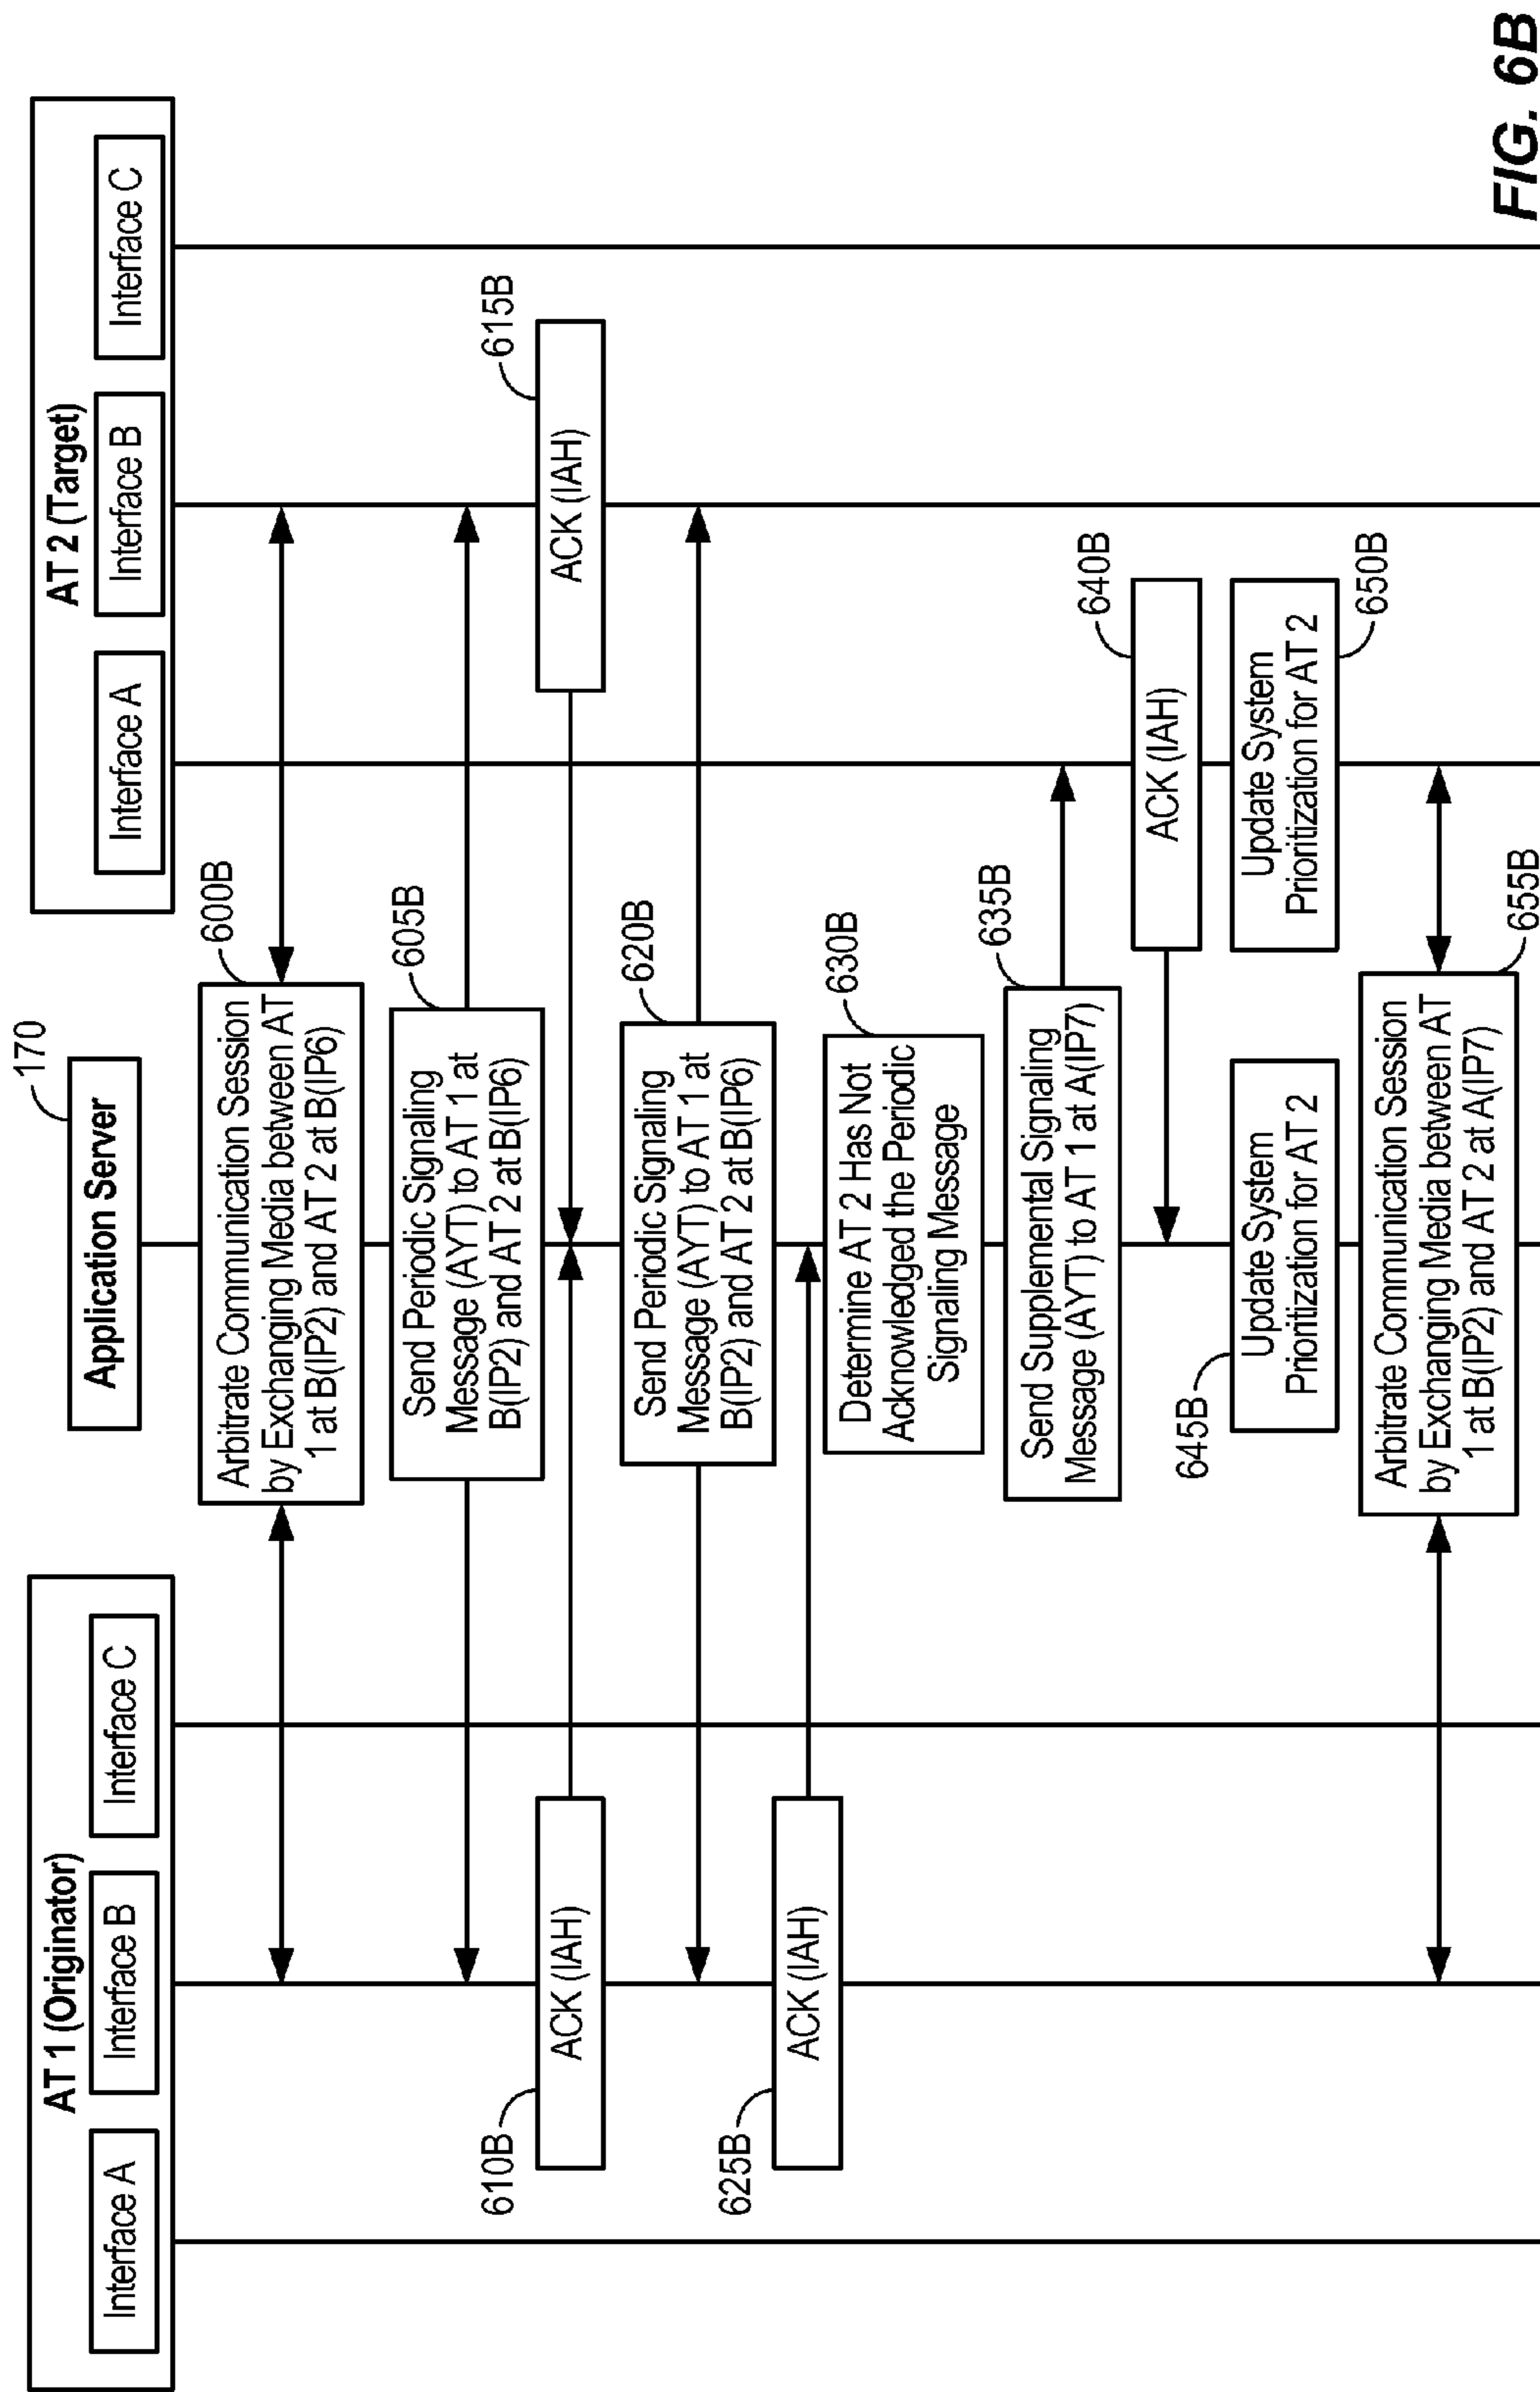 AT 1 (Originator)
Interface A
Interface B
Interface C
170
Application Server
AT 2 (Target)
Interface A
Interface B
Interface C
600B
Arbitrate Communication Session
by Exchanging Media between AT
1 at B(IP2) and AT 2 at B(IP6)
605B
Send Periodic Signaling
Message (AYT) to AT 1 at
B(IP2) and AT 2 at B(IP6)
610B
ACK (IAH)
615B
ACK (IAH)
620B
Send Periodic Signaling
Message (AYT) to AT 1 at
B(IP2) and AT 2 at B(IP6)
625B
ACK (IAH)
630B
Determine AT 2 Has Not
Acknowledged the Periodic
Signaling Message
635B
Send Supplemental Signaling
Message (AYT) to AT 1 at A(IP7)
640B
ACK (IAH)
645B
Update System
Prioritization for AT 2
Update System
Prioritization for AT 2
650B
Arbitrate Communication Session
by Exchanging Media between AT
1 at B(IP2) and AT 2 at A(IP7)
655B
FIG. 6B